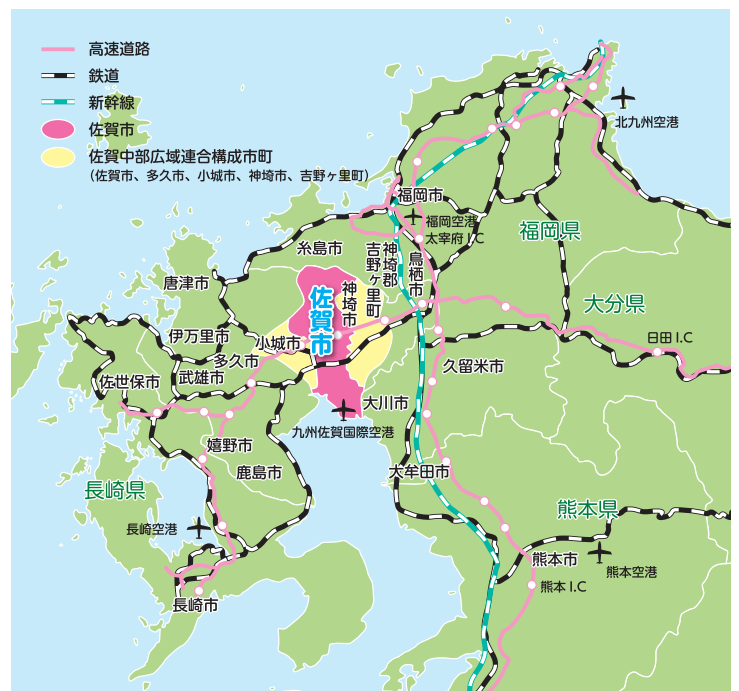 高速道路
鉄道
新幹線
佐賀市
佐賀中部広域連合構成市町
(佐賀市、多久市、小城市、神埼市、吉野ヶ里町)
北九州空港
福岡市
福岡空港
太宰府I.C
福岡県
糸島市
神埼郡
吉野ヶ里町
鳥栖市
唐津市
佐賀市
神埼市
大分県
伊万里市
小城市
日田I.C
多久市
久留米市
武雄市
佐世保市
大川市
九州佐賀国際空港
嬉野市
鹿島市
大牟田市
長崎県
熊本県
長崎空港
熊本市
熊本空港
熊本I.C
長崎市